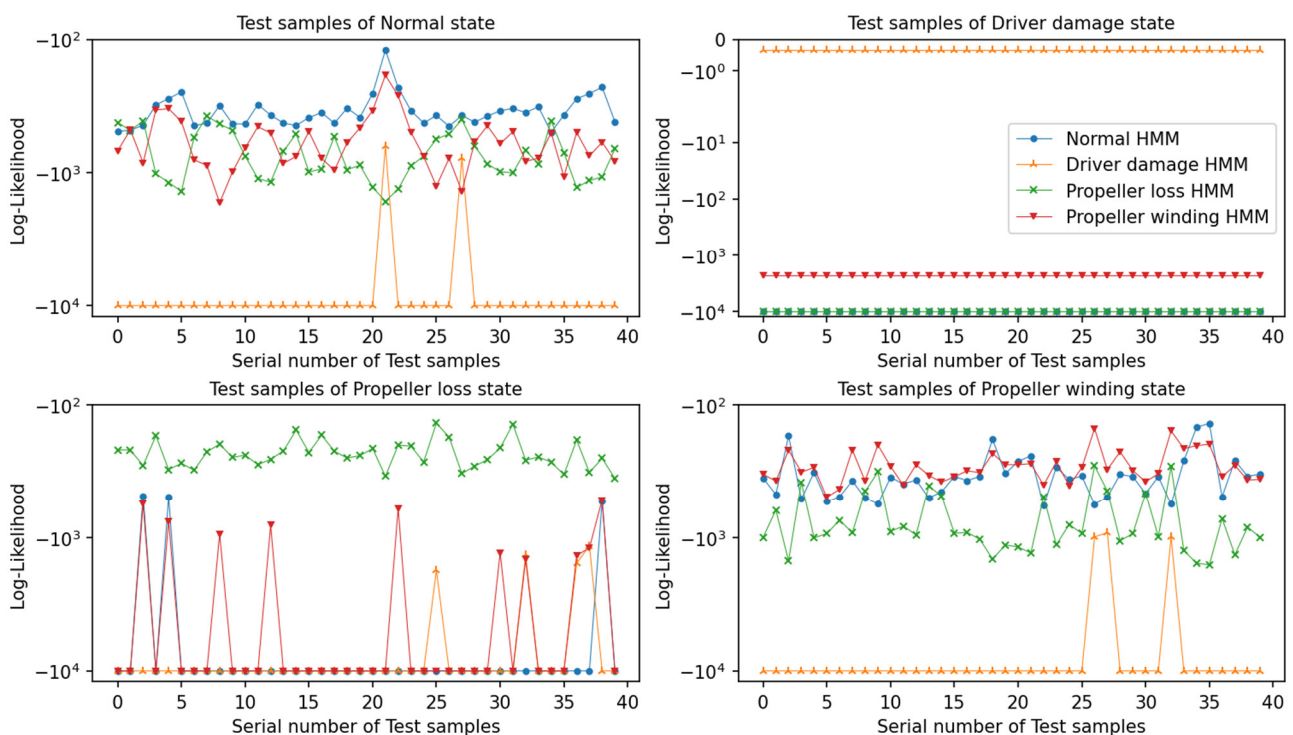 Test samples of Normal state
Log-Likelihood
−10²
−10³
−10⁴
0 5 10 15 20 25 30 35 40
Serial number of Test samples
Test samples of Driver damage state
Log-Likelihood
0
−10⁰
−10¹
−10²
−10³
−10⁴
Normal HMM
Driver damage HMM
Propeller loss HMM
Propeller winding HMM
0 5 10 15 20 25 30 35 40
Serial number of Test samples
Test samples of Propeller loss state
Log-Likelihood
−10²
−10³
−10⁴
0 5 10 15 20 25 30 35 40
Serial number of Test samples
Test samples of Propeller winding state
Log-Likelihood
−10²
−10³
−10⁴
0 5 10 15 20 25 30 35 40
Serial number of Test samples